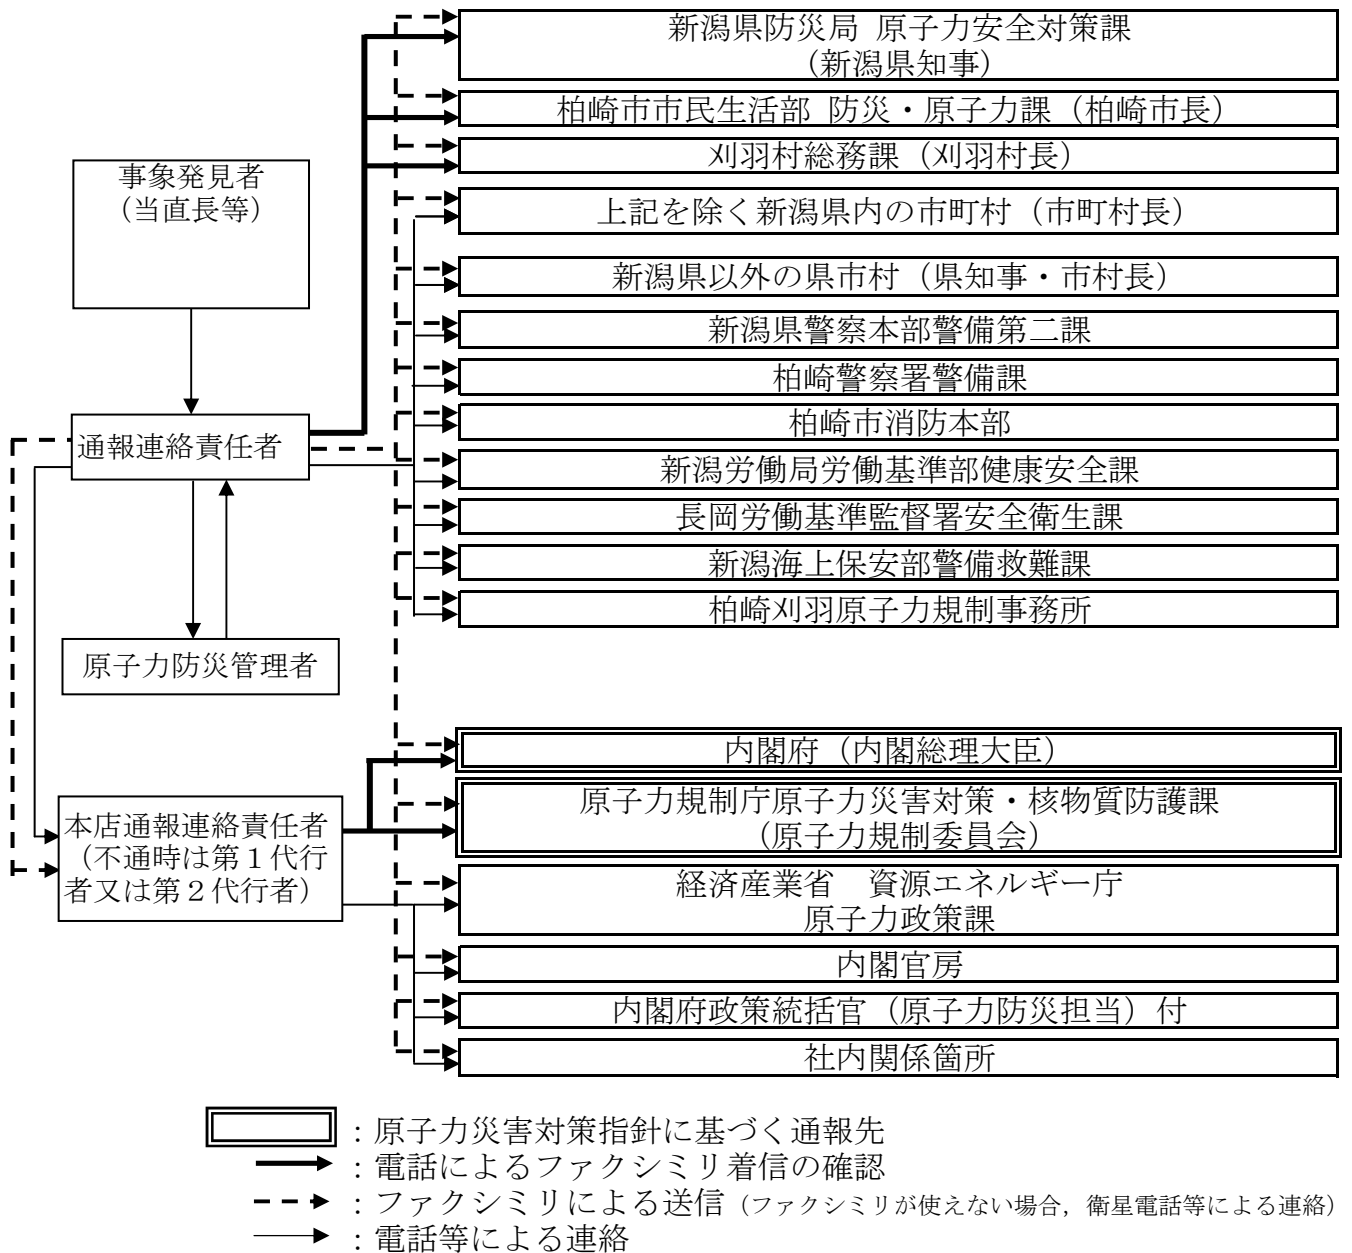 新潟県防災局 原子力安全対策課
（新潟県知事）
柏崎市市民生活部 防災・原子力課（柏崎市長）
刈羽村総務課（刈羽村長）
上記を除く新潟県内の市町村（市町村長）
新潟県以外の県市村（県知事・市村長）
新潟県警察本部警備第二課
柏崎警察署警備課
柏崎市消防本部
新潟労働局労働基準部健康安全課
長岡労働基準監督署安全衛生課
新潟海上保安部警備救難課
柏崎刈羽原子力規制事務所
事象発見者
（当直長等）
通報連絡責任者
原子力防災管理者
本店通報連絡責任者
（不通時は第１代行
者又は第２代行者）
内閣府（内閣総理大臣）
原子力規制庁原子力災害対策・核物質防護課
（原子力規制委員会）
経済産業省　資源エネルギー庁
原子力政策課
内閣官房
内閣府政策統括官（原子力防災担当）付
社内関係箇所
：原子力災害対策指針に基づく通報先
：電話によるファクシミリ着信の確認
：ファクシミリによる送信（ファクシミリが使えない場合，衛星電話等による連絡）
：電話等による連絡